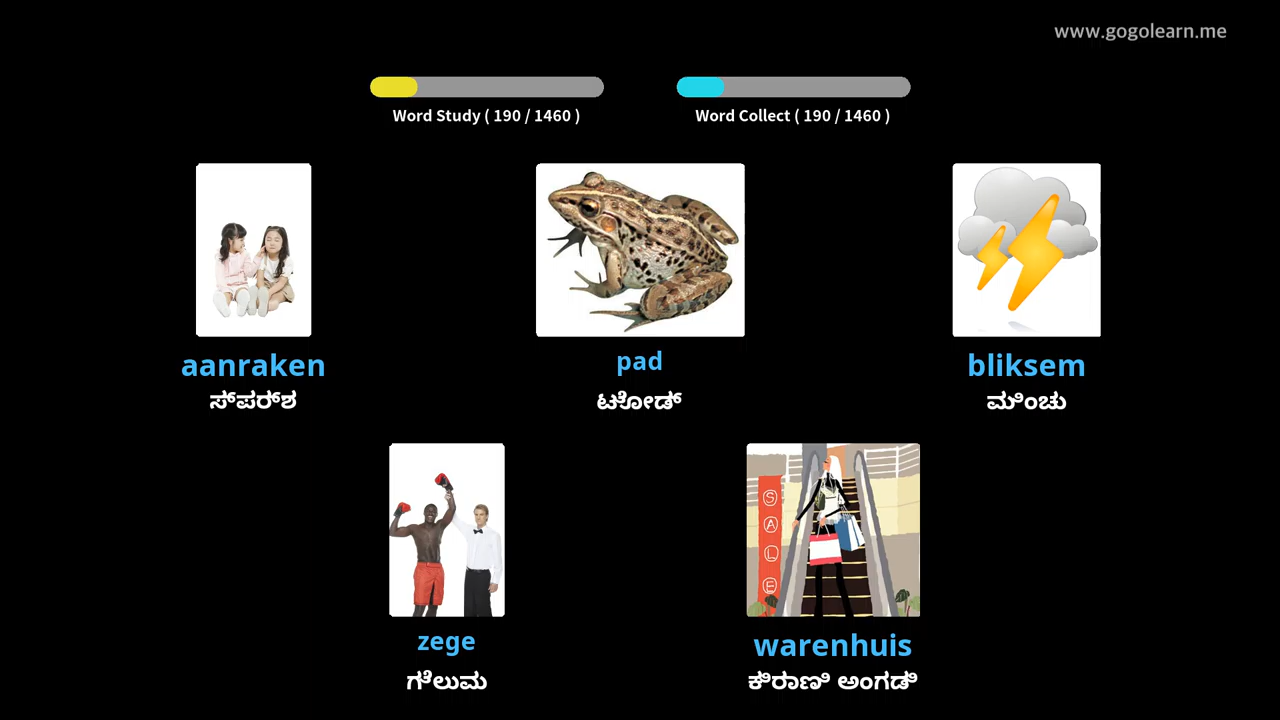 www.gogolearn.me
Word Study ( 190 / 1460 )
Word Collect ( 190 / 1460 )
aanraken
ಸ್ಪರ್ಶ
pad
ಟೋಡ್
bliksem
ಮಿಂಚು
S
A
L
E
zege
ಗೆಲುವು
warenhuis
ಕಿರಾಣಿ ಅಂಗಡಿ